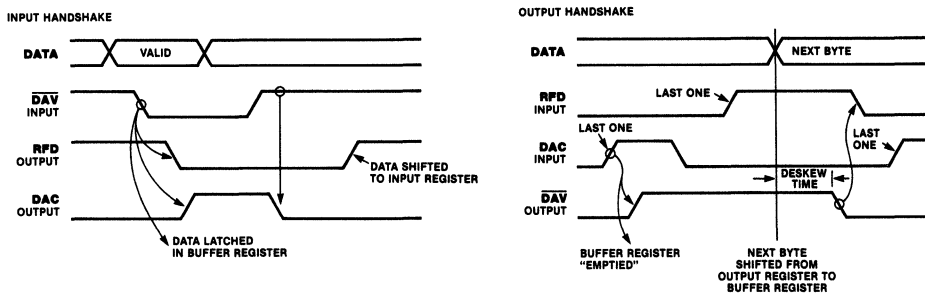 INPUT HANDSHAKE
DATA
VALID
DAV
INPUT
RFD
OUTPUT
DATA SHIFTED
TO INPUT REGISTER
DAC
OUTPUT
DATA LATCHED
IN BUFFER REGISTER
OUTPUT HANDSHAKE
DATA
NEXT BYTE
RFD
INPUT
LAST ONE
DAC
INPUT
LAST ONE
LAST
ONE
DESKEW
TIME
DAV
OUTPUT
BUFFER REGISTER
"EMPTIED"
NEXT BYTE
SHIFTED FROM
OUTPUT REGISTER TO
BUFFER REGISTER